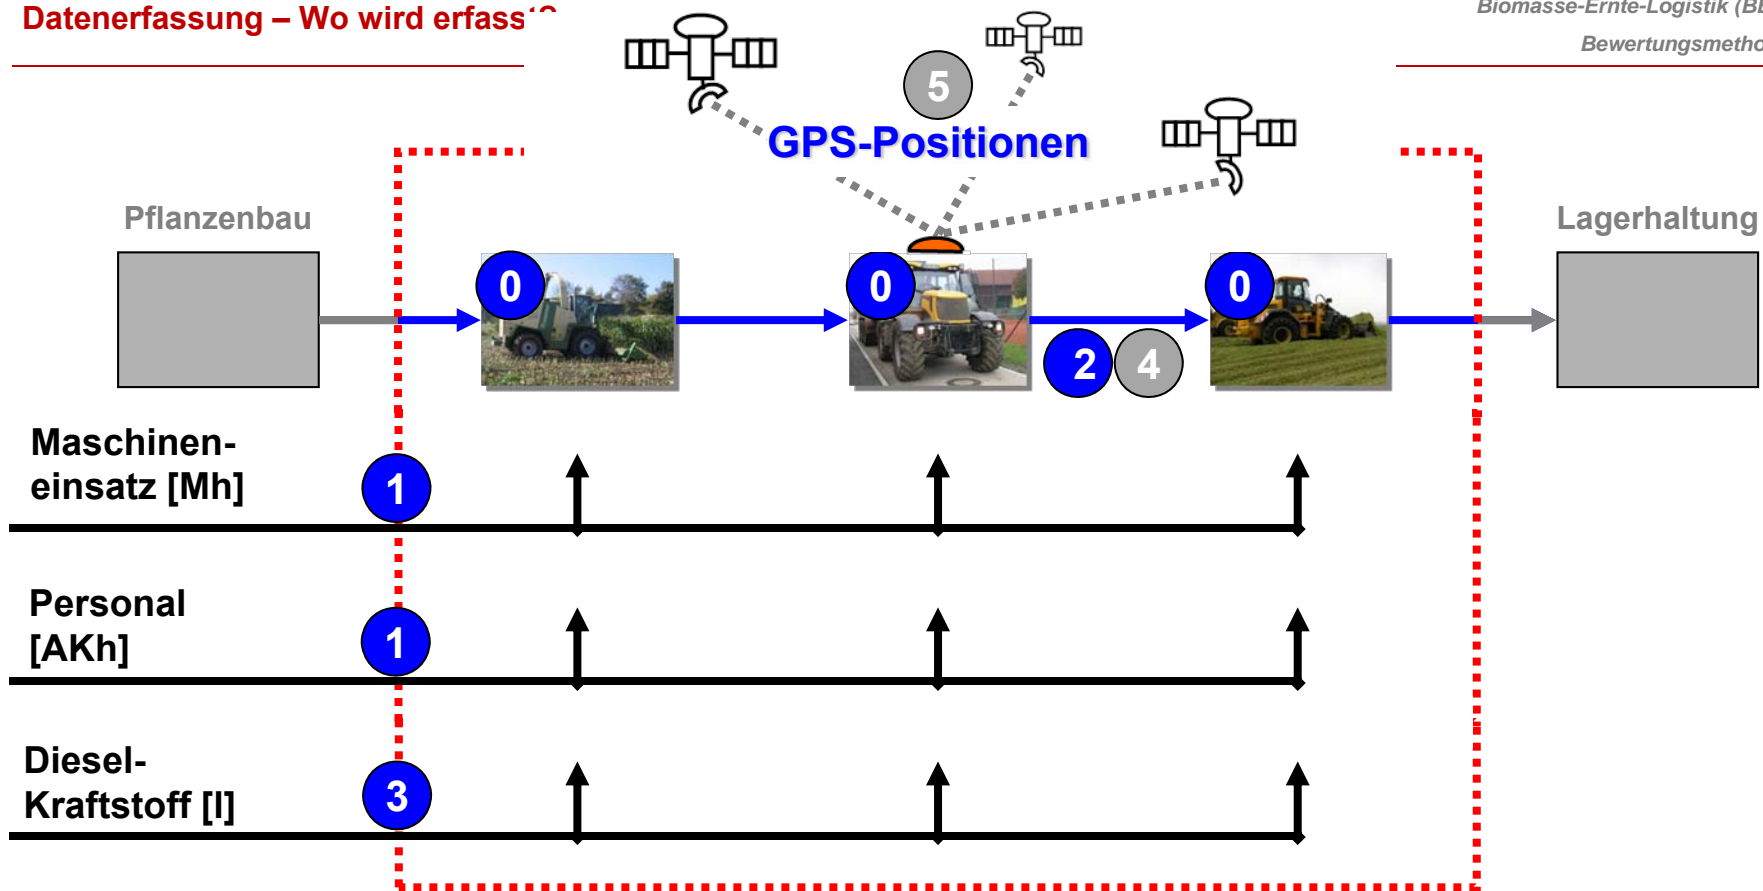 Datenerfassung – Wo wird erfasst?
Biomasse-Ernte-Logistik
Bewertungsmetho
5
GPS-Positionen
Pflanzenbau
Lagerhaltung
0
0
0
2 4
Maschinen-
einsatz [Mh]
1
Personal
[AKh]
1
Diesel-
Kraftstoff [l]
3